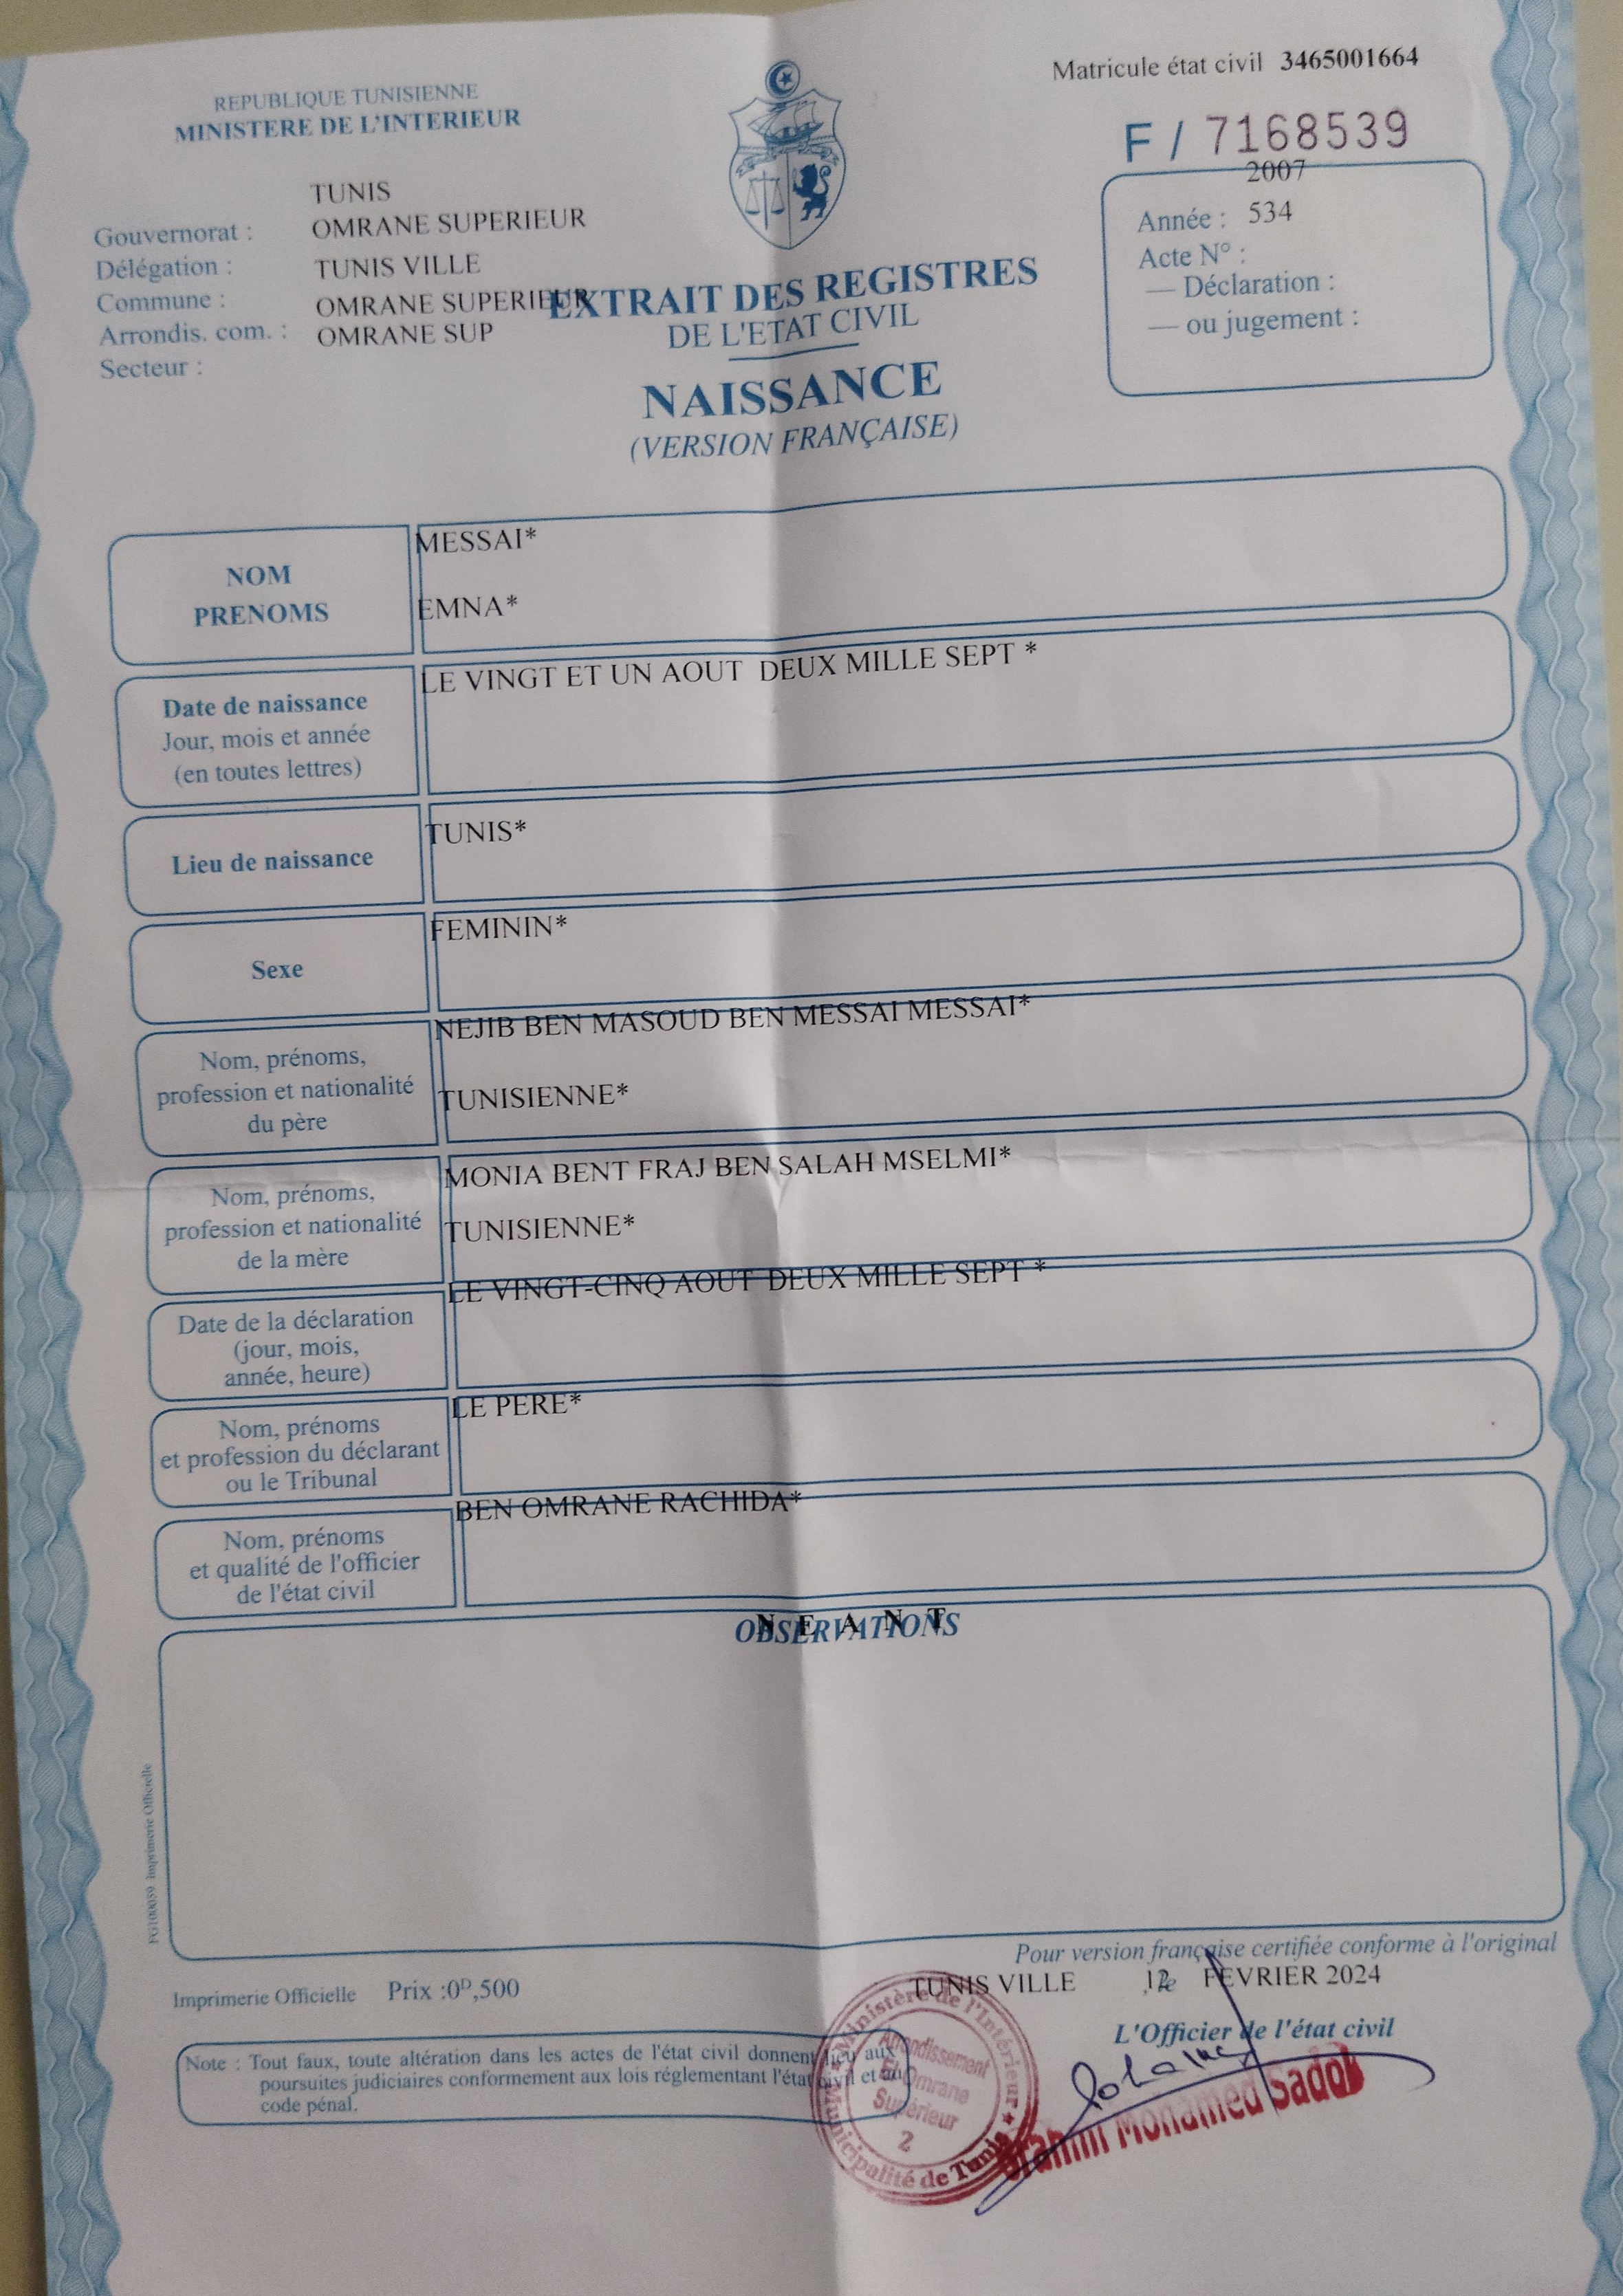 REPUBLIQUE TUNISIENNE
MINISTERE DE L'INTERIEUR
Matricule état civil 3465001664
F / 7168539
TUNIS
Gouvernorat : OMRANE SUPERIEUR
Délégation : TUNIS VILLE
Commune : OMRANE SUPERIEUR
Arrondis. com. : OMRANE SUP
Secteur :
2007
Année : 534
Acte N° :
— Déclaration :
— ou jugement :
EXTRAIT DES REGISTRES
DE L'ETAT CIVIL
NAISSANCE
(VERSION FRANÇAISE)
NOM
PRENOMS
MESSAI*
EMNA*
Date de naissance
Jour, mois et année
(en toutes lettres)
LE VINGT ET UN AOUT DEUX MILLE SEPT *
Lieu de naissance
TUNIS*
Sexe
FEMININ*
Nom, prénoms,
profession et nationalité
du père
NEJIB BEN MASOUD BEN MESSAI MESSAI*
TUNISIENNE*
Nom, prénoms,
profession et nationalité
de la mère
MONIA BENT FRAJ BEN SALAH MSELMI*
TUNISIENNE*
Date de la déclaration
(jour, mois,
année, heure)
LE VINGT-CINQ AOUT DEUX MILLE SEPT *
Nom, prénoms
et profession du déclarant
ou le Tribunal
LE PERE*
Nom, prénoms
et qualité de l'officier
de l'état civil
BEN OMRANE RACHIDA*
OBSERVATIONS
N E A N T
FG100039 Imprimerie Officielle
Pour version française certifiée conforme à l'original
TUNIS VILLE , le 12 FEVRIER 2024
L'Officier de l'état civil
Imprimerie Officielle Prix :0ᴰ,500
Note : Tout faux, toute altération dans les actes de l'état civil donnent lieu aux
poursuites judiciaires conformement aux lois réglementant l'état civil et au
code pénal.
Ministère de l'Intérieur
Arrondissement
El Omrane
Supérieur
2
Municipalité de Tunis
Mohamed Sadok